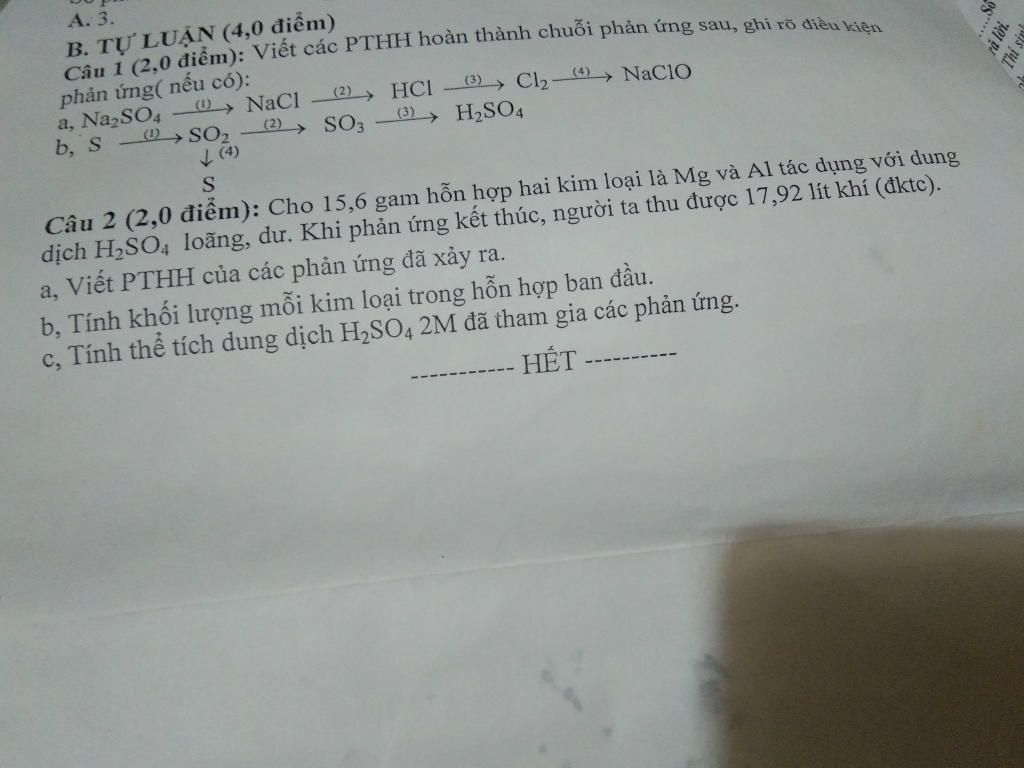 A. 3.
B. TỰ LUẬN (4,0 điểm)
Câu 1 (2,0 điểm): Viết các PTHH hoàn thành chuỗi phản ứng sau, ghi rõ điều kiện
phản ứng( nếu có):
a, Na₂SO₄ —(1)→ NaCl —(2)→ HCl —(3)→ Cl₂ —(4)→ NaClO
b, S —(1)→ SO₂ —(2)→ SO₃ —(3)→ H₂SO₄
↓ (4)
S
Câu 2 (2,0 điểm): Cho 15,6 gam hỗn hợp hai kim loại là Mg và Al tác dụng với dung
dịch H₂SO₄ loãng, dư. Khi phản ứng kết thúc, người ta thu được 17,92 lít khí (đktc).
a, Viết PTHH của các phản ứng đã xảy ra.
b, Tính khối lượng mỗi kim loại trong hỗn hợp ban đầu.
c, Tính thể tích dung dịch H₂SO₄ 2M đã tham gia các phản ứng.
----------- HẾT ----------